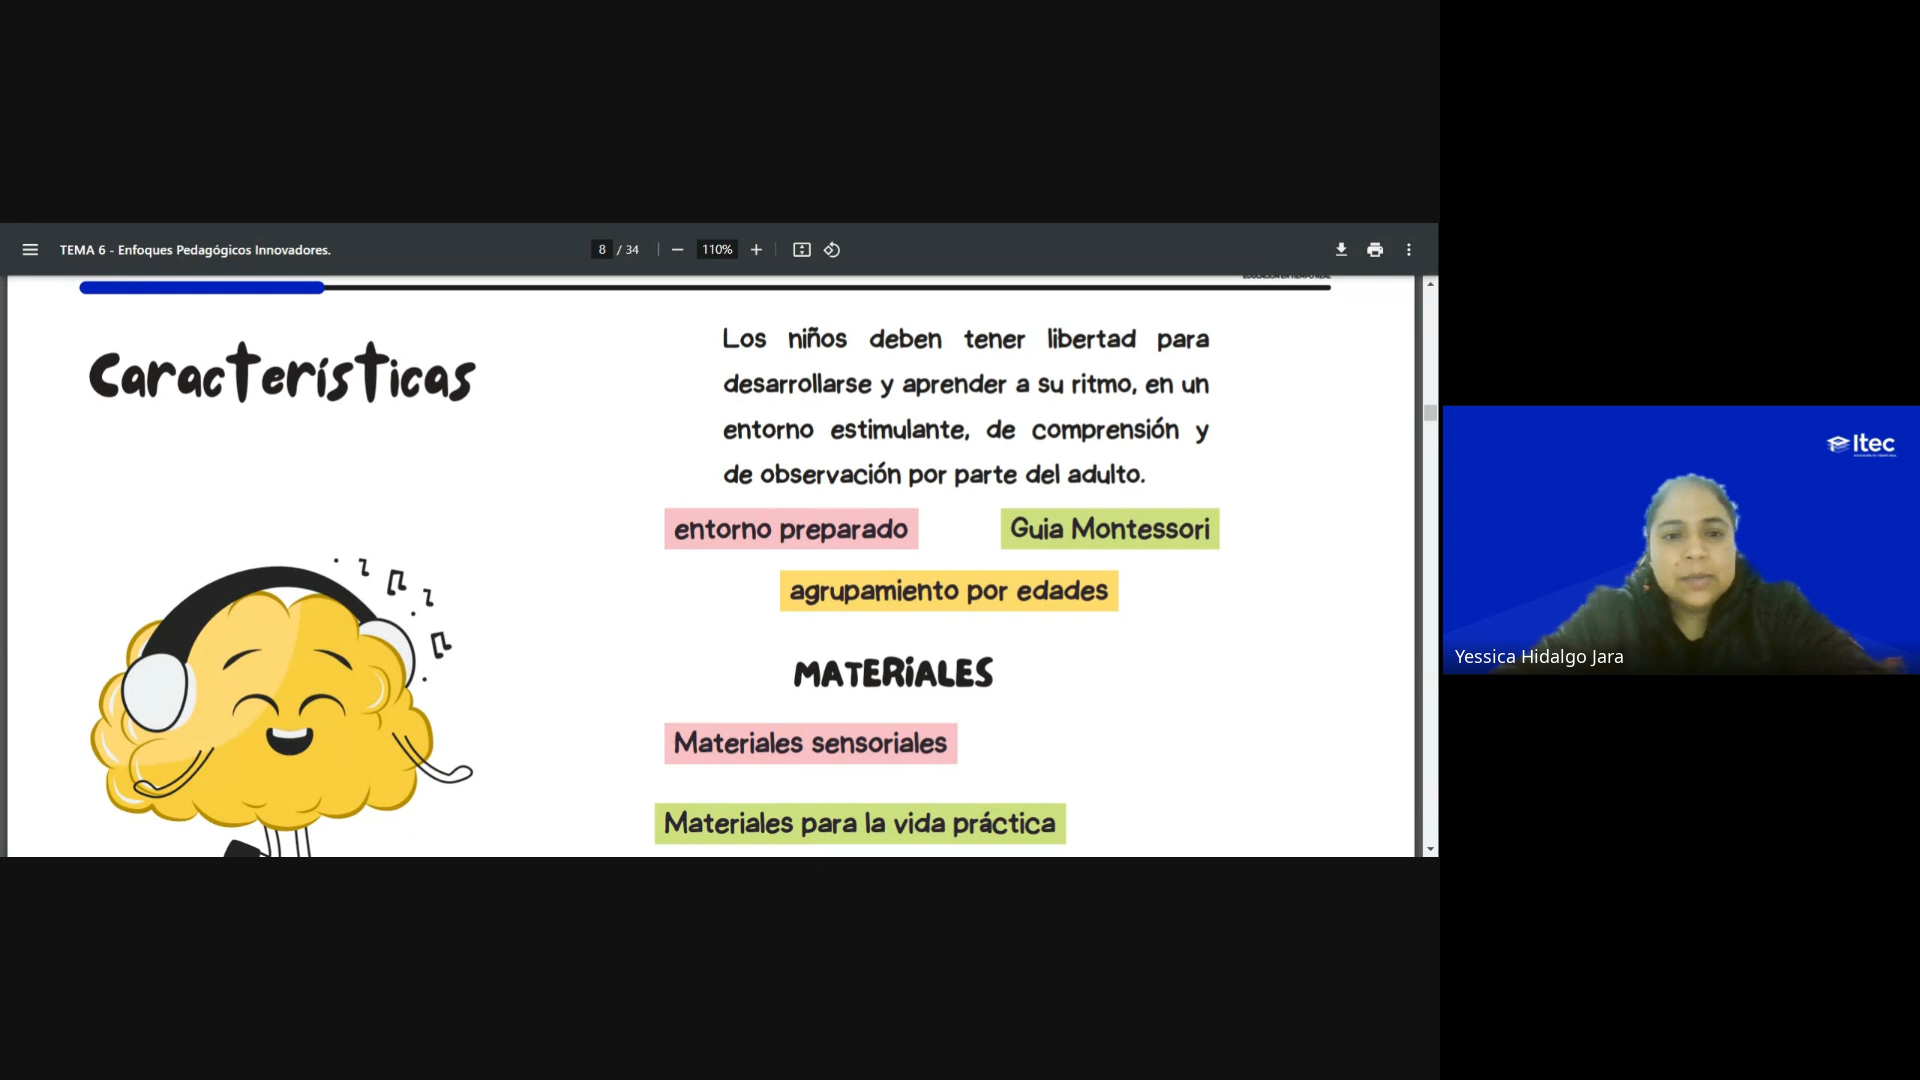 TEMA 6 - Enfoques Pedagógicos Innovadores.
8 / 34
110%
Características
Los niños deben tener libertad para
desarrollarse y aprender a su ritmo, en un
entorno estimulante, de comprensión y
de observación por parte del adulto.
entorno preparado
Guia Montessori
agrupamiento por edades
MATERIALES
Materiales sensoriales
Materiales para la vida práctica
Itec
Yessica Hidalgo Jara